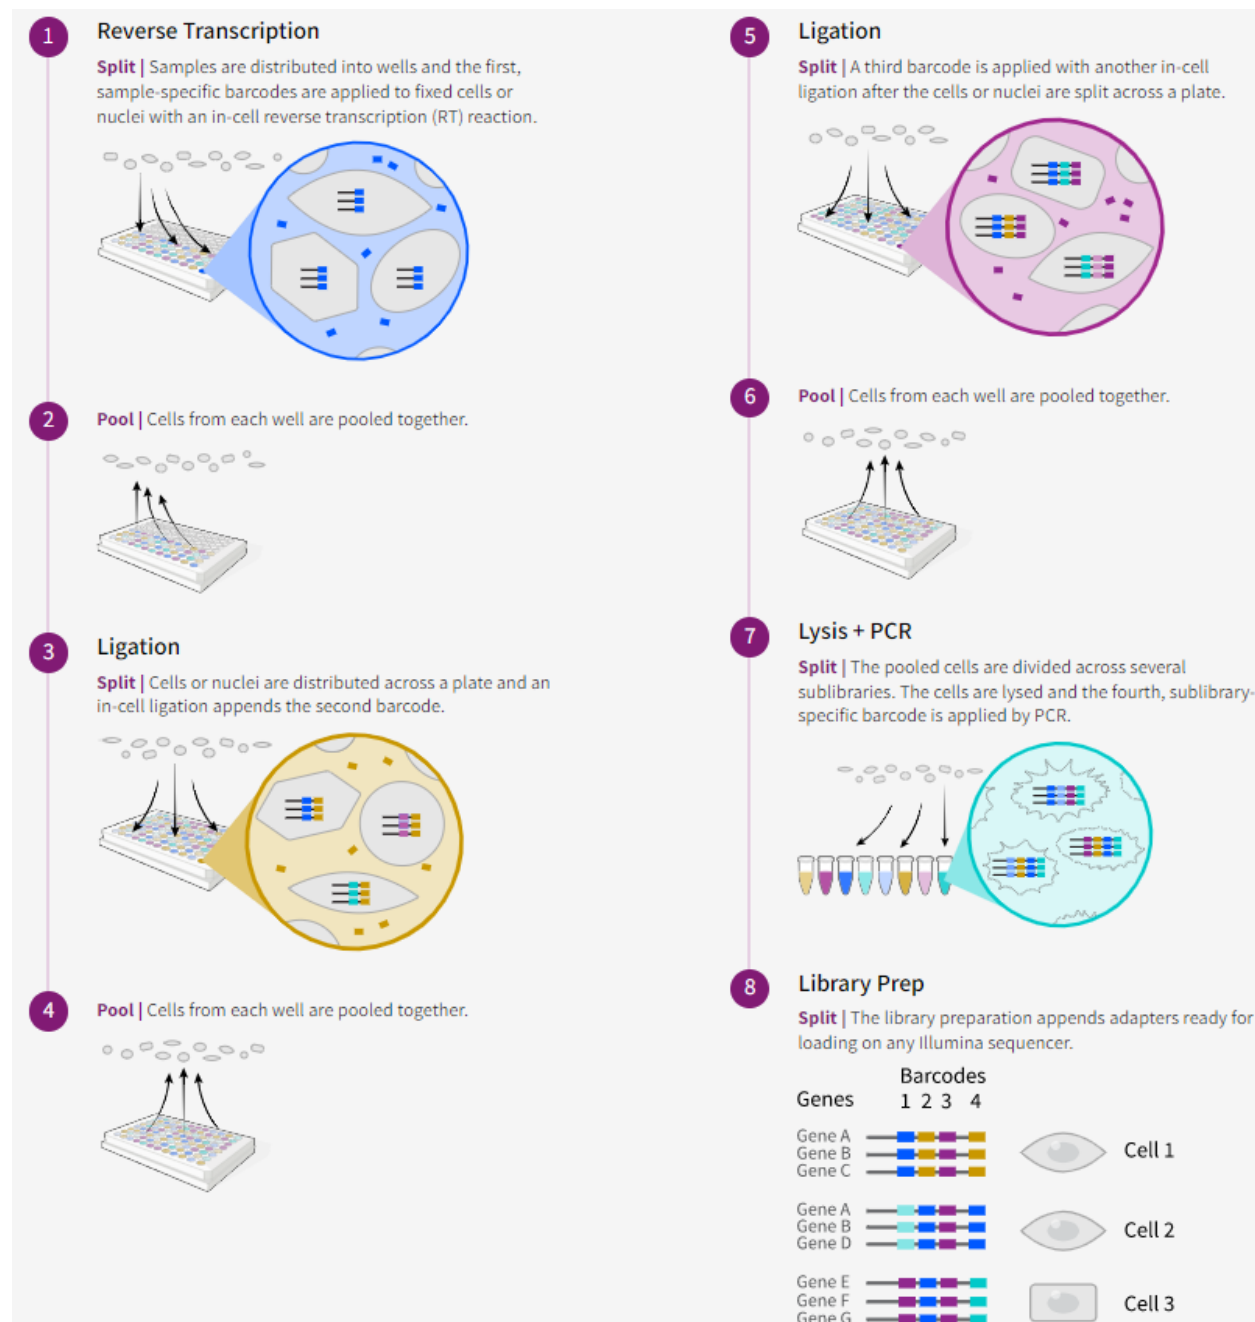 1
Reverse Transcription
Split | Samples are distributed into wells and the first,
sample-specific barcodes are applied to fixed cells or
nuclei with an in-cell reverse transcription (RT) reaction.
2
Pool | Cells from each well are pooled together.
3
Ligation
Split | Cells or nuclei are distributed across a plate and an
in-cell ligation appends the second barcode.
4
Pool | Cells from each well are pooled together.
5
Ligation
Split | A third barcode is applied with another in-cell
ligation after the cells or nuclei are split across a plate.
6
Pool | Cells from each well are pooled together.
7
Lysis + PCR
Split | The pooled cells are divided across several
sublibraries. The cells are lysed and the fourth, sublibrary-
specific barcode is applied by PCR.
8
Library Prep
Split | The library preparation appends adapters ready for
loading on any Illumina sequencer.
Barcodes
Genes 1 2 3 4
Gene A
Gene B
Gene C
Cell 1
Gene A
Gene B
Gene D
Cell 2
Gene E
Gene F
Gene G
Cell 3